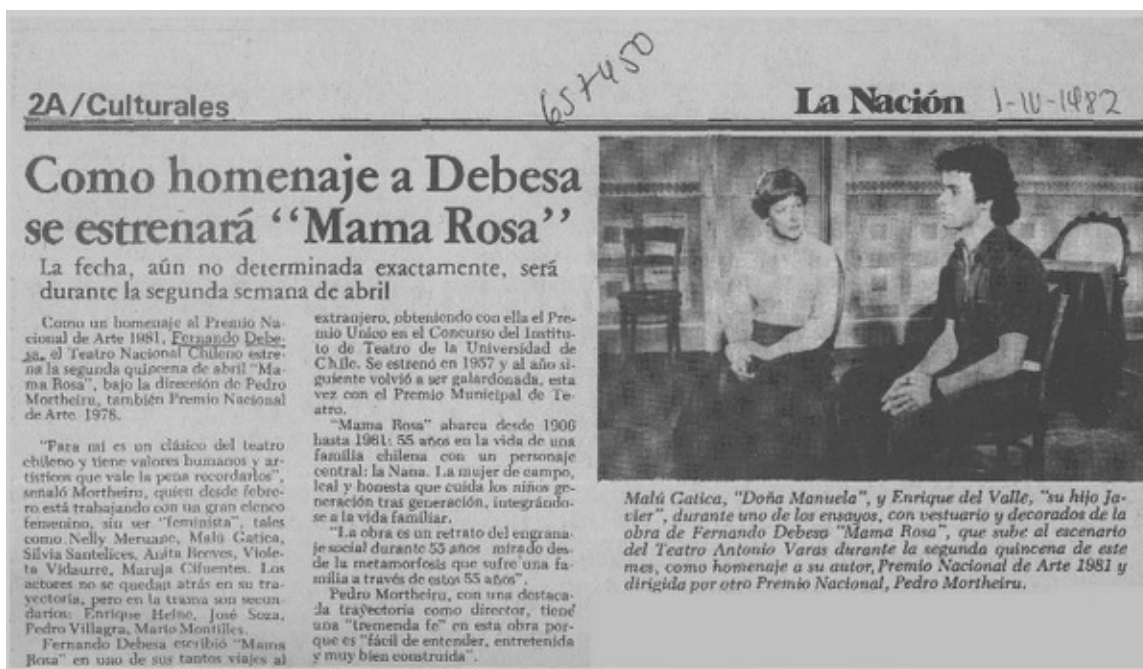 657450
2A/Culturales
La Nación 1-IV-1982
Como homenaje a Debesa
se estrenará “Mama Rosa”
La fecha, aún no determinada exactamente, será
durante la segunda semana de abril
Como un homenaje al Premio Na-
cional de Arte 1981, Fernando Debe-
sa, el Teatro Nacional Chileno estre-
na la segunda quincena de abril "Ma-
ma Rosa", bajo la dirección de Pedro
Mortheiru, también Premio Nacional
de Arte 1976.
"Para mí es un clásico del teatro
chileno y tiene valores humanos y ar-
tísticos que vale la pena recordarlos",
señaló Mortheiru, quien desde febre-
ro está trabajando con un gran elenco
femenino, sin ser "feminista", tales
como Nelly Meruane, Malú Gatica,
Silvia Santelices, Anita Reeves, Viole-
ta Vidaurre, Maruja Cifuentes. Los
actores no se quedan atrás en su tra-
yectoria, pero en la trama son secun-
darios: Enrique Heine, José Soza,
Pedro Villagra, Mario Montilles.
Fernando Debesa escribió "Mama
Rosa" en uno de sus tantos viajes al
extranjero, obteniendo con ella el Pre-
mio Unico en el Concurso del Institu-
to de Teatro de la Universidad de
Chile. Se estrenó en 1957 y al año si-
guiente volvió a ser galardonada, esta
vez con el Premio Municipal de Te-
atro.
"Mama Rosa" abarca desde 1906
hasta 1961: 55 años en la vida de una
familia chilena con un personaje
central: la Nana. La mujer de campo,
leal y honesta que cuida los niños ge-
neración tras generación, integrándo-
se a la vida familiar.
"La obra es un retrato del engrana-
je social durante 55 años mirado des-
de la metamorfosis que sufre una fa-
milia a través de estos 55 años".
Pedro Mortheiru, con una destaca-
da trayectoria como director, tiene
una "tremenda fe" en esta obra por-
que es "fácil de entender, entretenida
y muy bien construida".
Malú Gatica, "Doña Manuela", y Enrique del Valle, "su hijo Ja-
vier", durante uno de los ensayos, con vestuario y decorados de la
obra de Fernando Debesa "Mama Rosa", que sube al escenario
del Teatro Antonio Varas durante la segunda quincena de este
mes, como homenaje a su autor, Premio Nacional de Arte 1981 y
dirigida por otro Premio Nacional, Pedro Mortheiru.